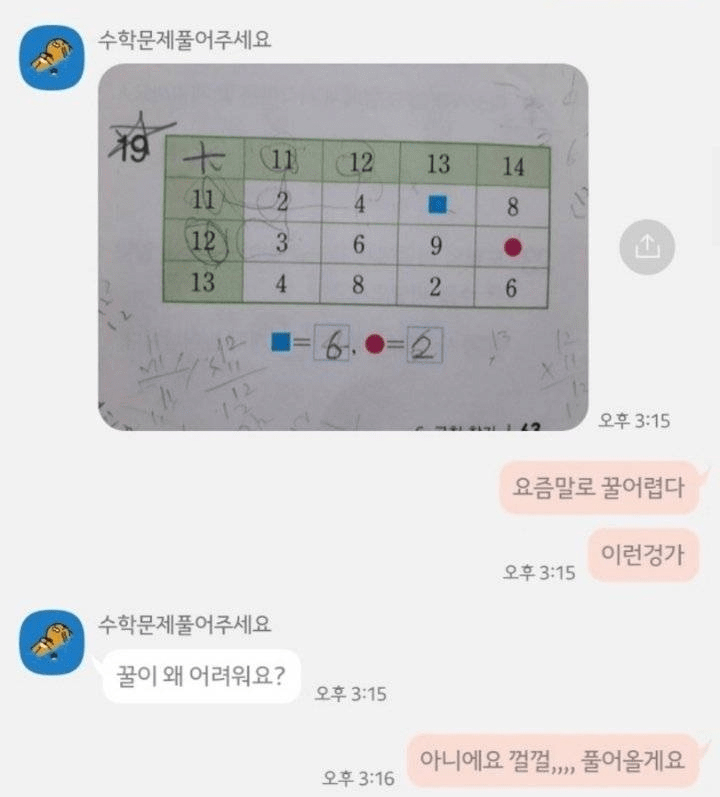 수학문제풀어주세요
19
+ 11 12 13 14
11 2 4 8
12 3 6 9
13 4 8 2 6
= 6, = 2
63
오후 3:15
요즘말로 꿀어렵다
이런겅가
오후 3:15
수학문제풀어주세요
꿀이 왜 어려워요?
오후 3:15
아니에요 껄껄,,,, 풀어올게요
오후 3:16